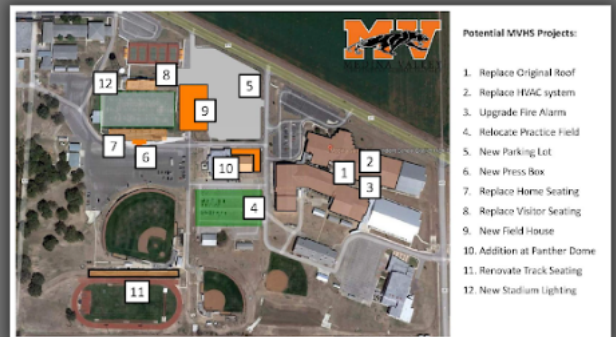 MV
Potential MVHS Projects:
1. Replace Original Roof
2. Replace HVAC system
3. Upgrade Fire Alarm
4. Relocate Practice Field
5. New Parking Lot
6. New Press Box
7. Replace Home Seating
8. Replace Visitor Seating
9. New Field House
10. Addition at Panther Dome
11. Renovate Track Seating
12. New Stadium Lighting
12
8
5
9
7
6
10
1
2
3
4
11